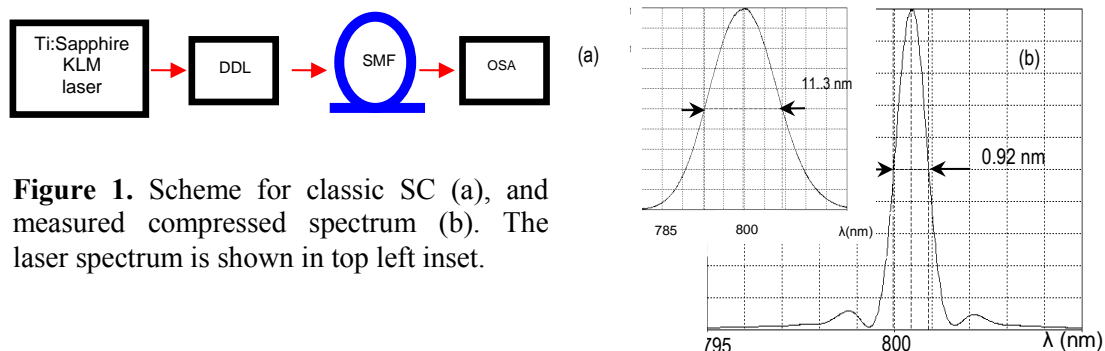 Ti:Sapphire
KLM
laser
DDL
SMF
OSA
(a)
11..3 nm
785
800
λ(nm)
(b)
0.92 nm
795
800
λ (nm)
Figure 1. Scheme for classic SC (a), and
measured compressed spectrum (b). The
laser spectrum is shown in top left inset.